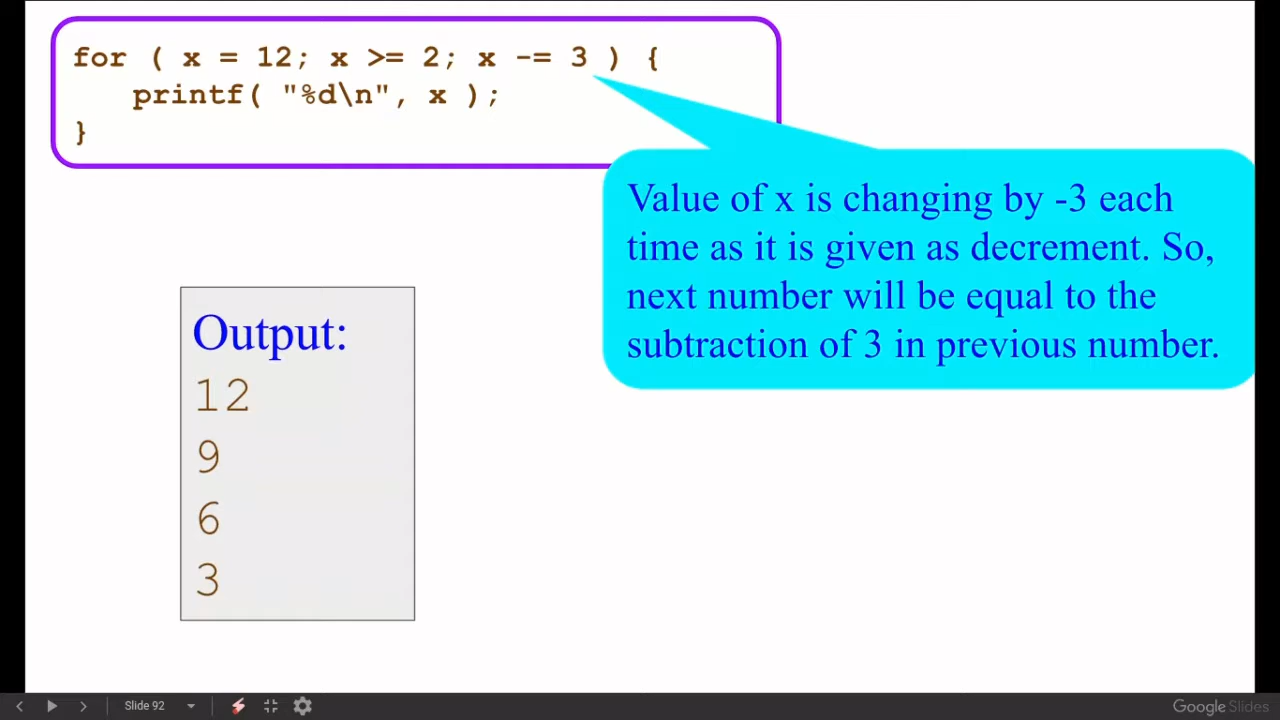 for ( x = 12; x >= 2; x -= 3 ) {
printf( "%d\n", x );
}
Value of x is changing by -3 each
time as it is given as decrement. So,
next number will be equal to the
subtraction of 3 in previous number.
Output:
12
9
6
3
Slide 92
Google Slides